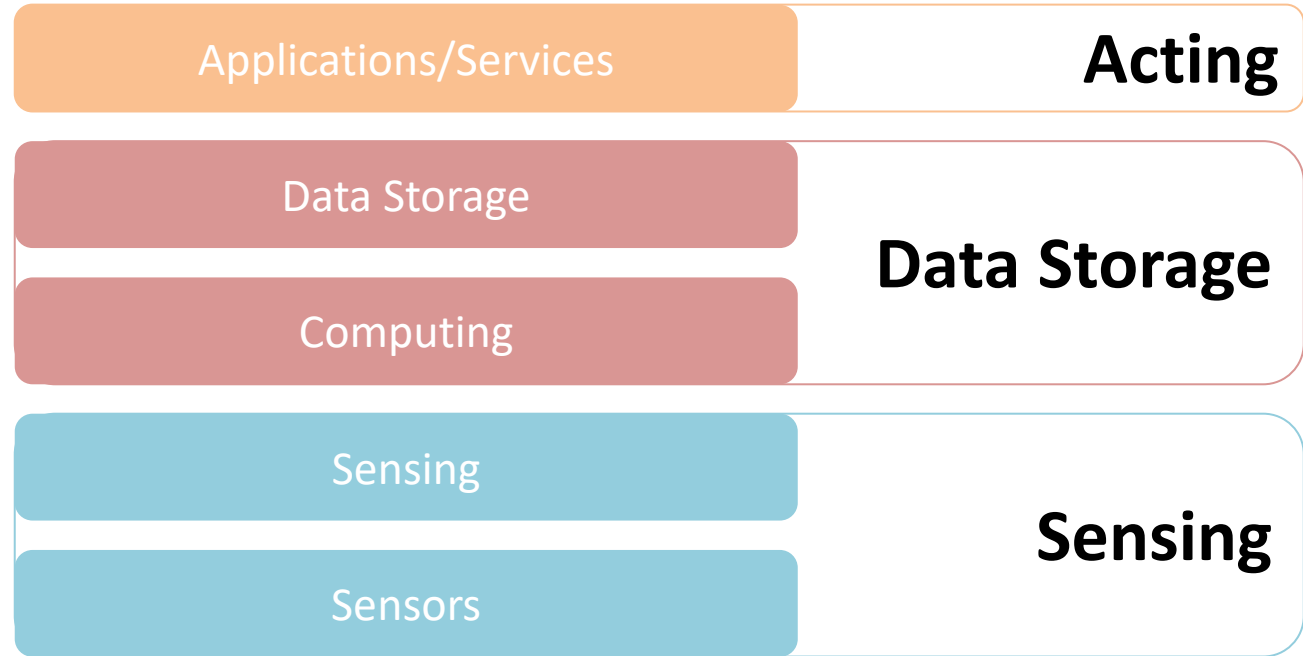 Applications/Services
Acting
Data Storage
Computing
Data Storage
Sensing
Sensors
Sensing